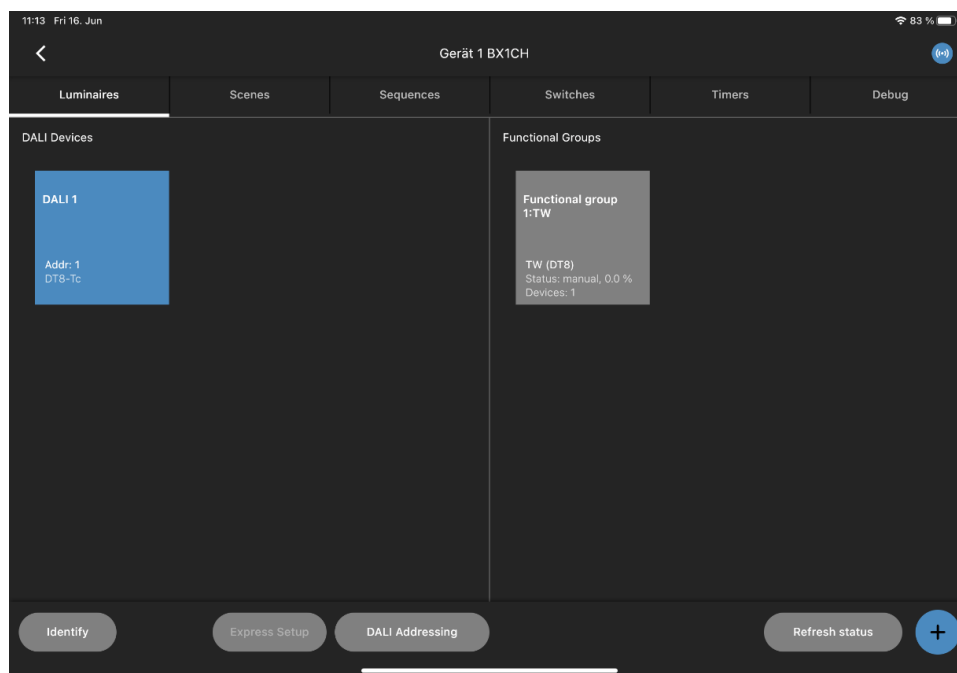 11:13 Fri 16. Jun
83 %
Gerät 1 BX1CH
Luminaires Scenes Sequences Switches Timers Debug
DALI Devices
Functional Groups
DALI 1
Addr: 1
DT8-Tc
Functional group
1:TW
TW (DT8)
Status: manual, 0.0 %
Devices: 1
Identify Express Setup DALI Addressing Refresh status +